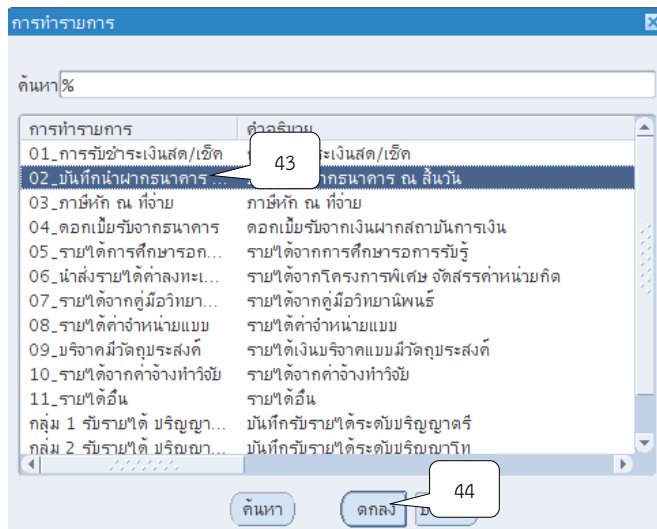 การทำรายการ
ค้นหา %
การทำรายการ คำอธิบาย
01_การรับชำระเงินสด/เช็ค ระเงินสด/เช็ค
43
02_บันทึกนำฝากธนาคาร ... ากธนาคาร ณ สิ้นวัน
03_ภาษีหัก ณ ที่จ่าย ภาษีหัก ณ ที่จ่าย
04_ดอกเบี้ยรับจากธนาคาร ดอกเบี้ยรับจากเงินฝากสถาบันการเงิน
05_รายได้การศึกษารอก... รายได้จากการศึกษารอการรับรู้
06_นำส่งรายได้ค่าลงทะเ... รายได้จากโครงการพิเศษ จัดสรรค่าหน่วยกิต
07_รายได้จากคู่มือวิทยา... รายได้จากคู่มือวิทยานิพนธ์
08_รายได้ค่าจำหน่ายแบบ รายได้ค่าจำหน่ายแบบ
09_บริจาคมีวัตถุประสงค์ รายได้เงินบริจาคแบบมีวัตถุประสงค์
10_รายได้จากค่าจ้างทำวิจัย รายได้จากค่าจ้างทำวิจัย
11_รายได้อื่น รายได้อื่น
กลุ่ม 1 รับรายได้ ปริญญา... บันทึกรับรายได้ระดับปริญญาตรี
กลุ่ม 2 รับรายได้ ปริญญา... บันทึกรับรายได้ระดับปริญญาโท
44
ค้นหา ตกลง